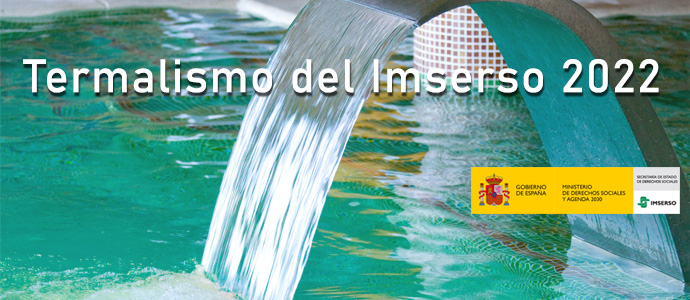 Termalismo del Imserso 2022
GOBIERNO
DE ESPAÑA
MINISTERIO
DE DERECHOS SOCIALES
Y AGENDA 2030
SECRETARÍA DE ESTADO
DE DERECHOS SOCIALES
IMSERSO